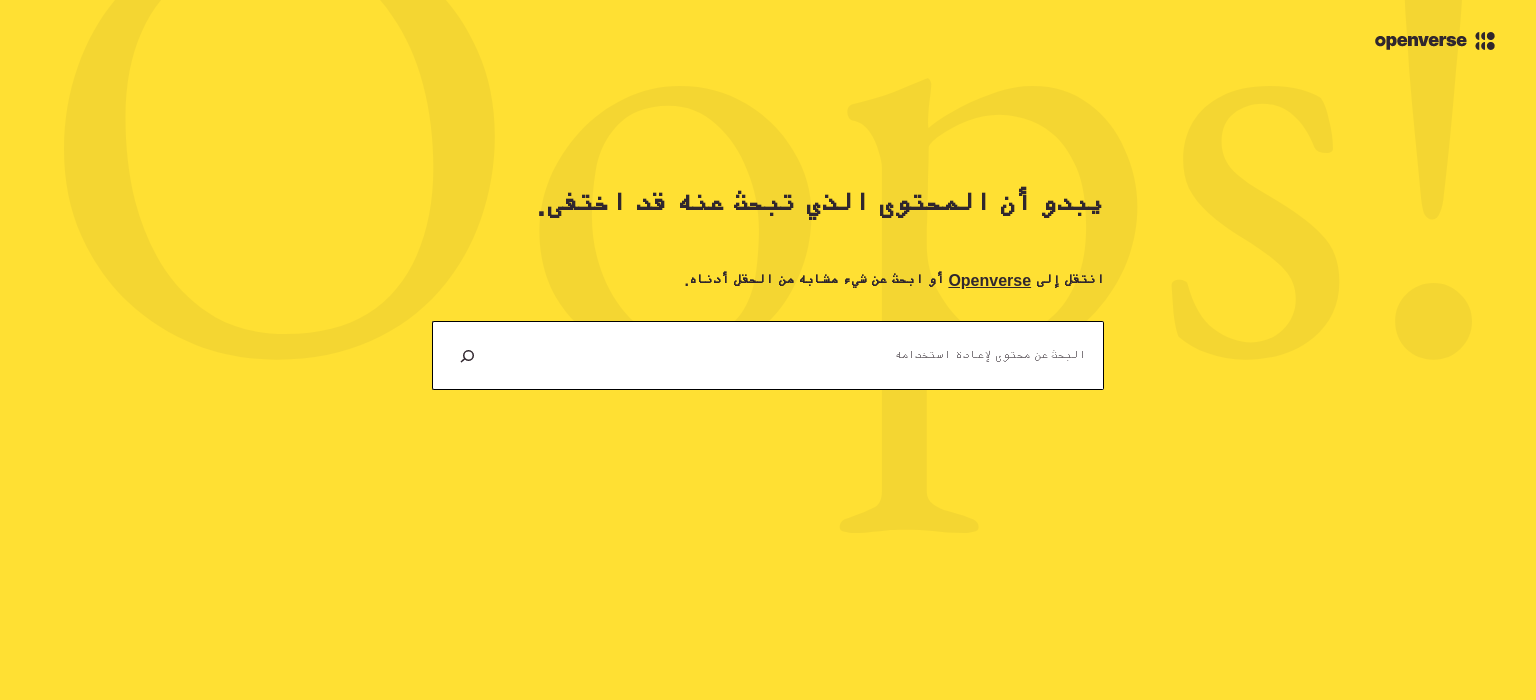 openverse
Oops!
يبدو أن المحتوى الذي تبحث عنه قد اختفى.
انتقل إلى Openverse أو ابحث عن شيء مشابه من الحقل أدناه.
البحث عن محتوى لإعادة استخدامه